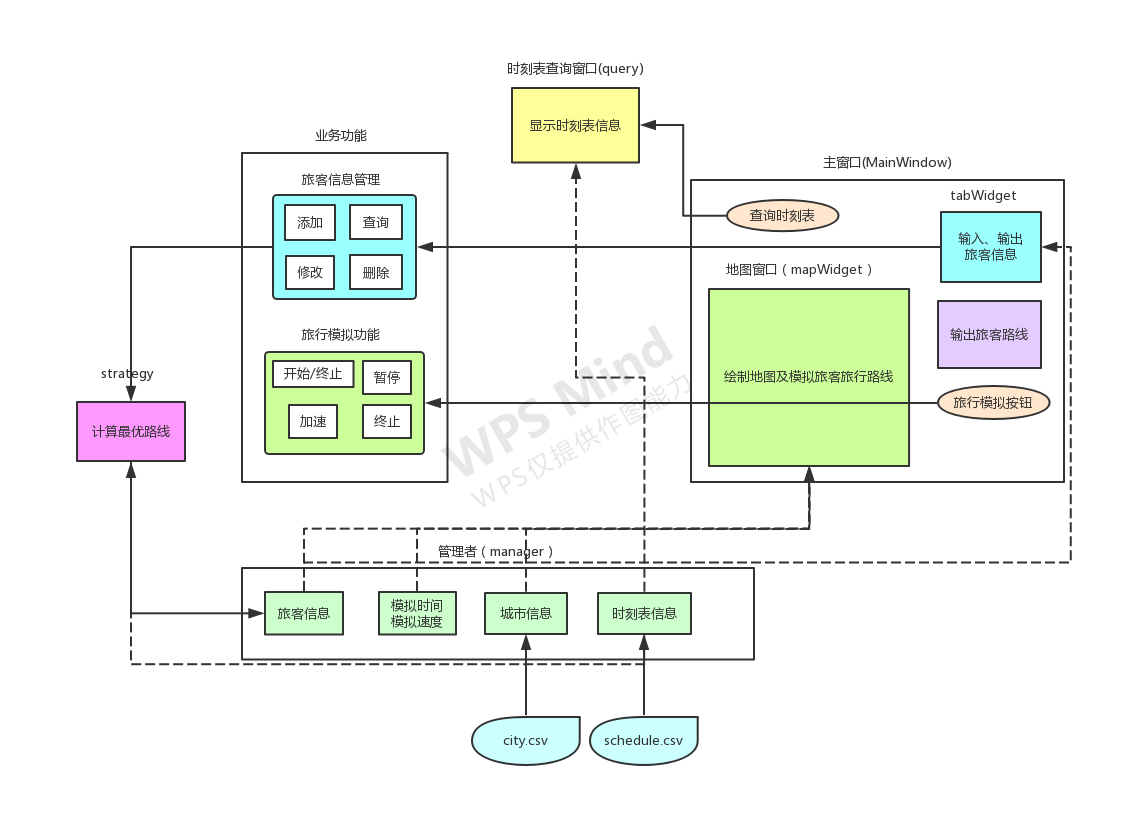 时刻表查询窗口(query)
显示时刻表信息
业务功能
旅客信息管理
添加
查询
修改
删除
旅行模拟功能
开始/终止
暂停
加速
终止
strategy
计算最优路线
主窗口(MainWindow)
tabWidget
查询时刻表
输入、输出
旅客信息
地图窗口（mapWidget）
绘制地图及模拟旅客旅行路线
输出旅客路线
旅行模拟按钮
WPS Mind
WPS仅提供作图能力
管理者（manager）
旅客信息
模拟时间
模拟速度
城市信息
时刻表信息
city.csv
schedule.csv